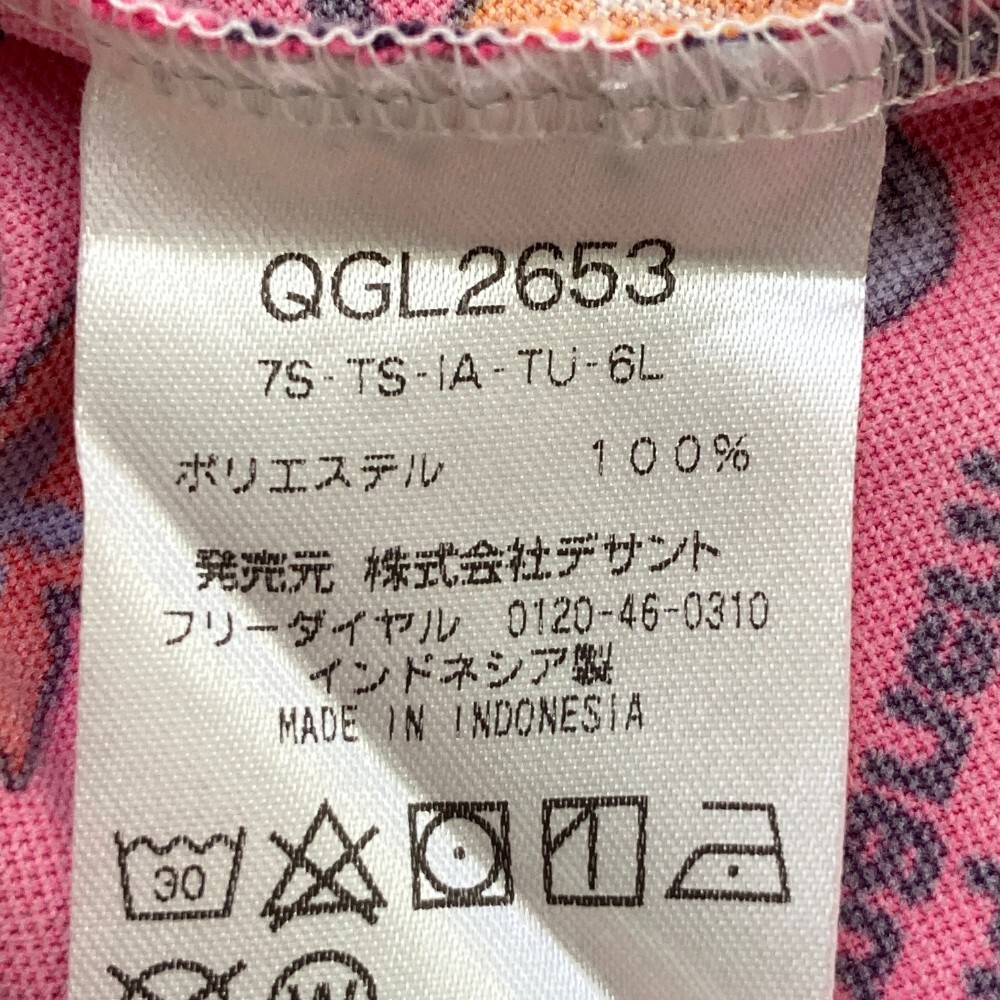 QGL2653
7S-TS-IA-TU-6L
ポリエステル 100%
発売元 株式会社デサント
フリーダイヤル 0120-46-0310
インドネシア製
MADE IN INDONESIA
30
W